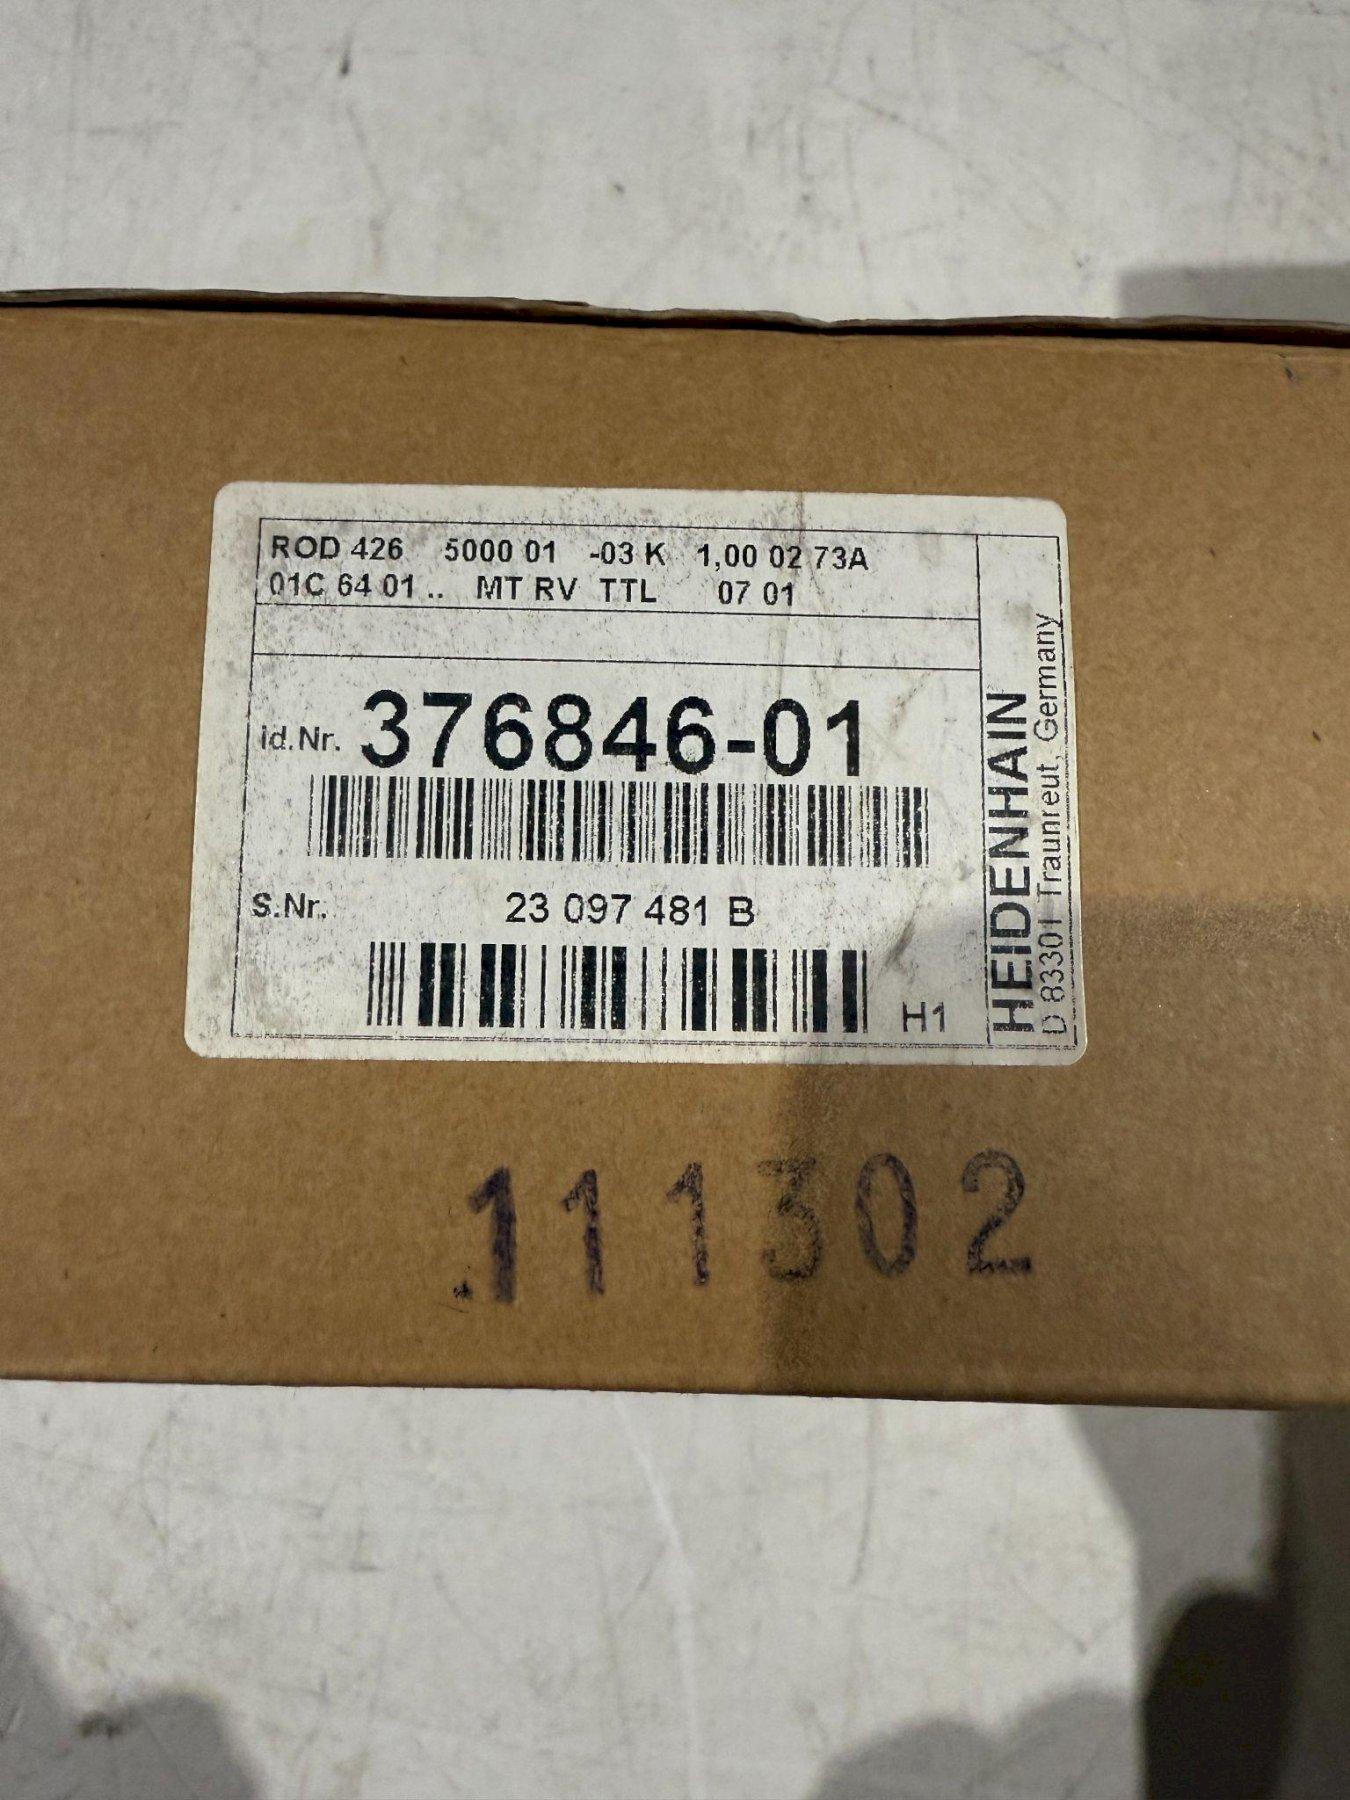 ROD 426 5000 01 -03 K 1,00 02 73A
01C 64 01 .. MT RV TTL 07 01
Id.Nr. 376846-01
S.Nr. 23 097 481 B
H1
HEIDENHAIN
D 83301 Traunreut, Germany
111302